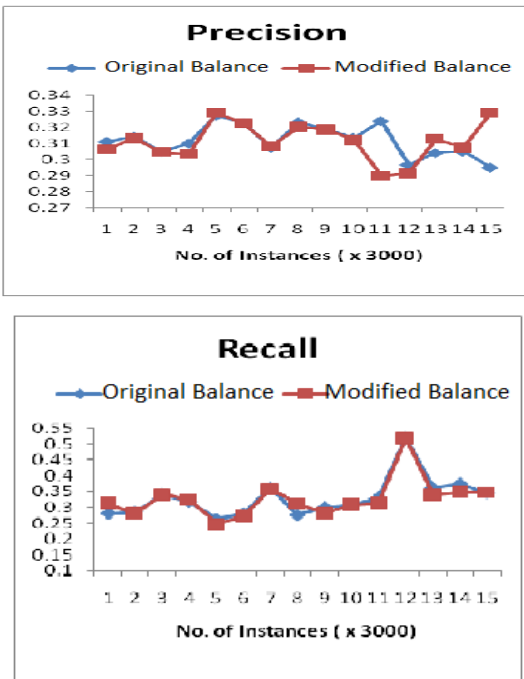 Precision
Original Balance Modified Balance
0.34
0.33
0.32
0.31
0.3
0.29
0.28
0.27
1 2 3 4 5 6 7 8 9 10 11 12 13 14 15
No. of Instances ( x 3000)
Recall
Original Balance Modified Balance
0.55
0.5
0.45
0.4
0.35
0.3
0.25
0.2
0.15
0.1
1 2 3 4 5 6 7 8 9 10 11 12 13 14 15
No. of Instances ( x 3000)